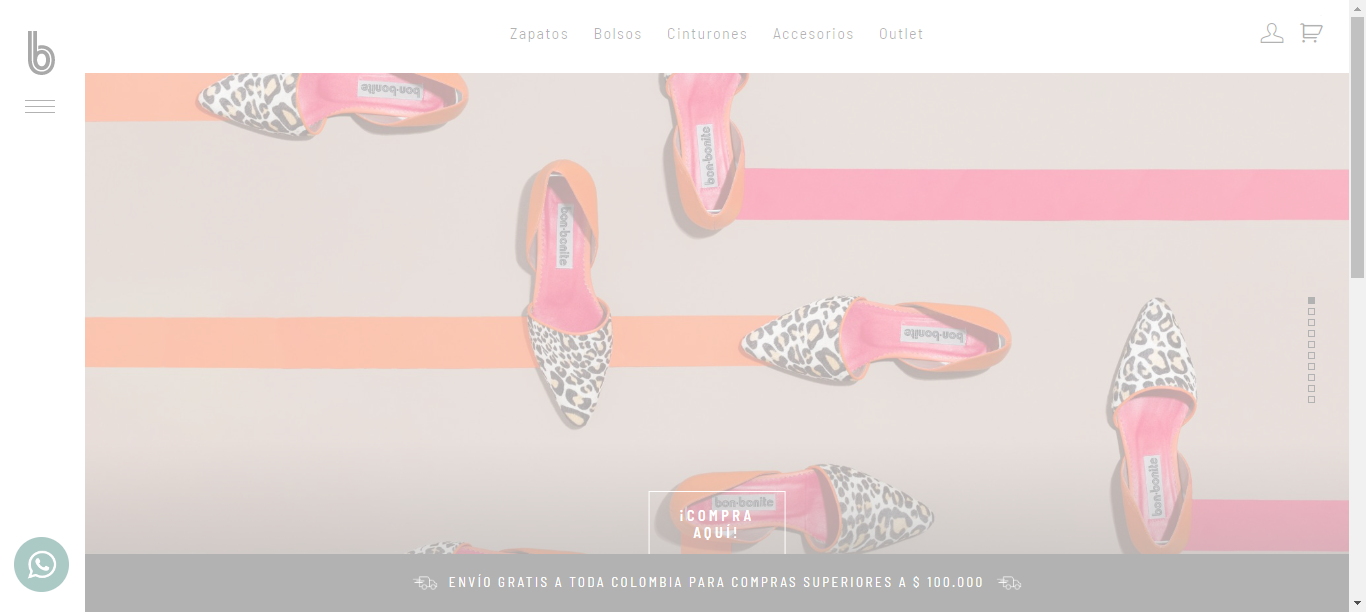 b
Zapatos Bolsos Cinturones Accesorios Outlet
bon-bonite
bon-bonite
bon-bonite
bon-bonite
bon-bonite
bon-bonite
¡COMPRA
AQUÍ!
ENVÍO GRATIS A TODA COLOMBIA PARA COMPRAS SUPERIORES A $ 100.000